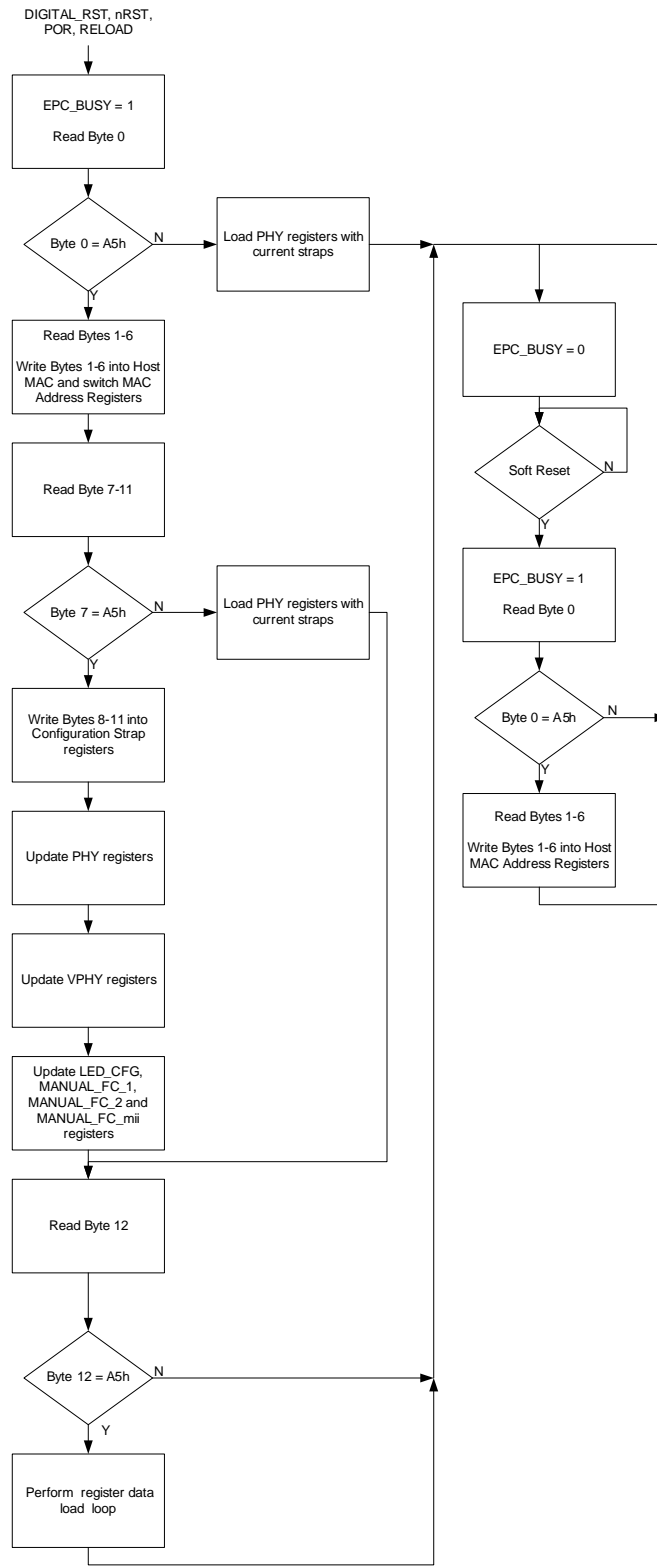 DIGITAL_RST, nRST,
POR, RELOAD
EPC_BUSY = 1
Read Byte 0
Byte 0 = A5h
N
Y
Load PHY registers with
current straps
Read Bytes 1-6
Write Bytes 1-6 into Host
MAC and switch MAC
Address Registers
Read Byte 7-11
Byte 7 = A5h
N
Y
Load PHY registers with
current straps
Write Bytes 8-11 into
Configuration Strap
registers
Update PHY registers
Update VPHY registers
Update LED_CFG,
MANUAL_FC_1,
MANUAL_FC_2 and
MANUAL_FC_mii
registers
Read Byte 12
Byte 12 = A5h
N
Y
Perform register data
load loop
EPC_BUSY = 0
Soft Reset
N
Y
EPC_BUSY = 1
Read Byte 0
Byte 0 = A5h
N
Y
Read Bytes 1-6
Write Bytes 1-6 into Host
MAC Address Registers